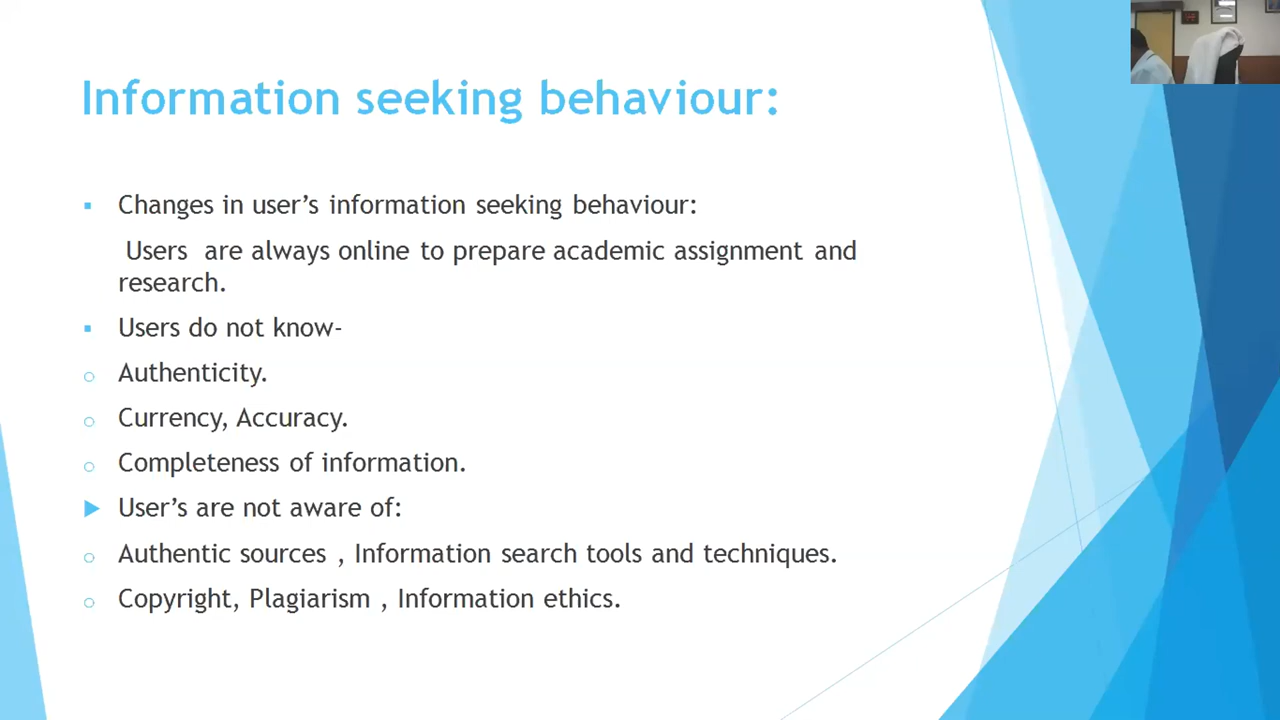 Information seeking behaviour:
Changes in user’s information seeking behaviour:
Users are always online to prepare academic assignment and
research.
Users do not know-
Authenticity.
Currency, Accuracy.
Completeness of information.
User’s are not aware of:
Authentic sources , Information search tools and techniques.
Copyright, Plagiarism , Information ethics.